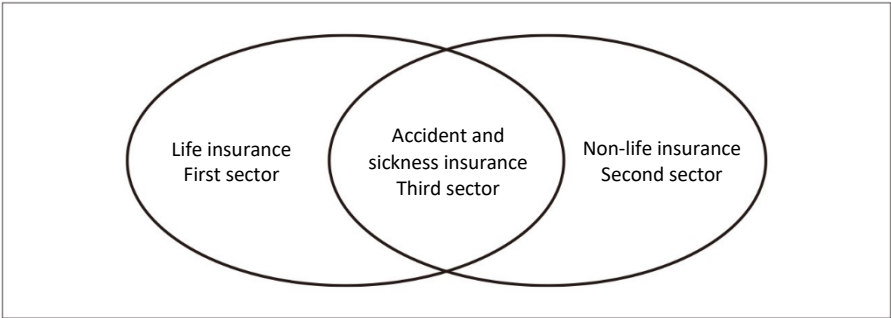 Life insurance
First sector
Accident and
sickness insurance
Third sector
Non-life insurance
Second sector